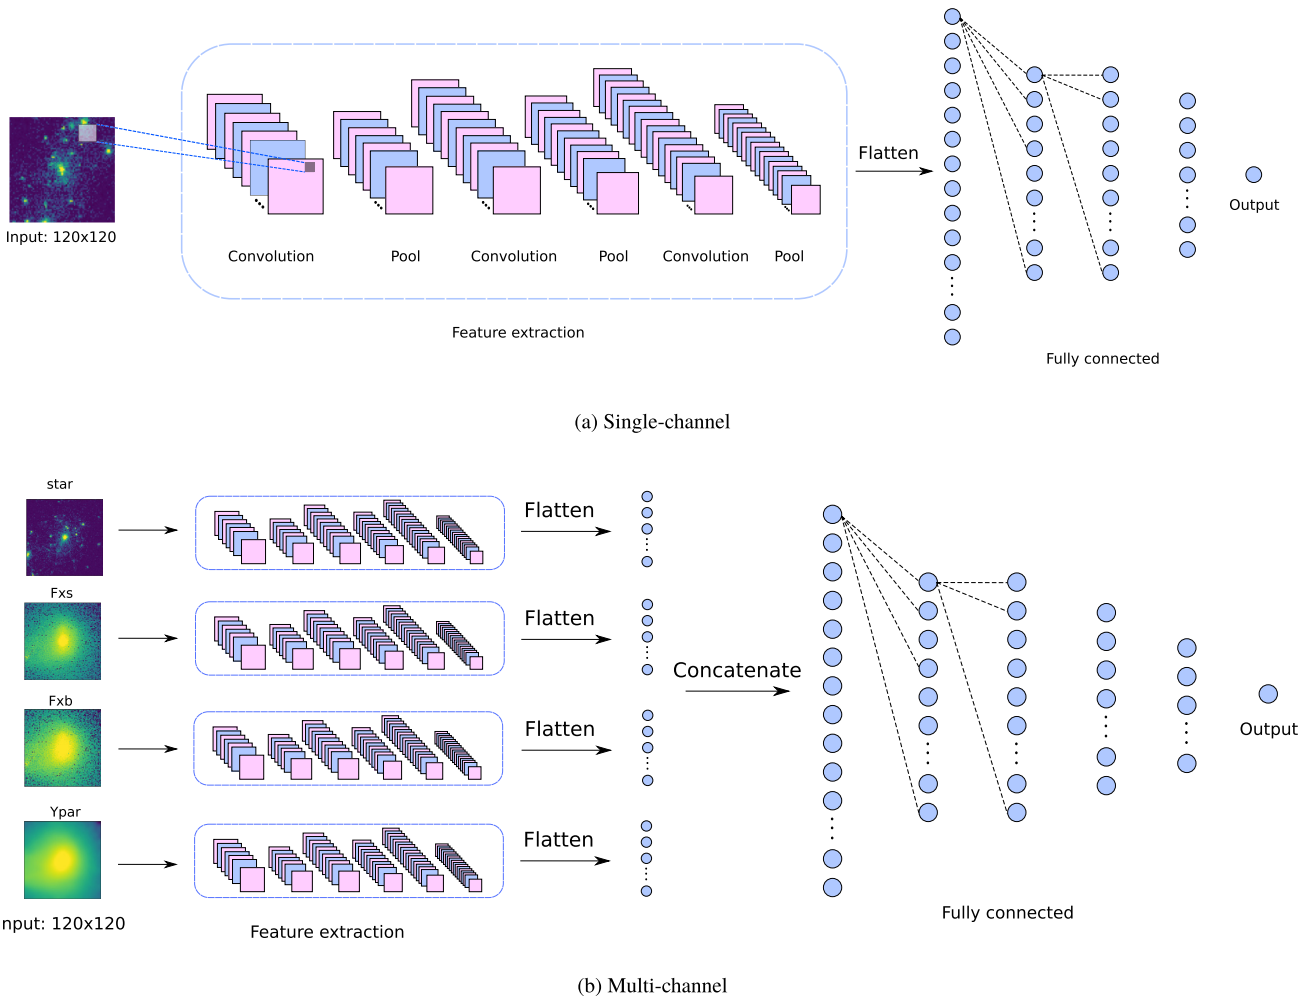 Flatten
Input: 120x120
Output
Convolution Pool Convolution Pool Convolution Pool
Feature extraction
Fully connected
(a) Single-channel
star
Flatten
Fxs
Flatten
Concatenate
Fxb
Flatten
Output
Ypar
Flatten
nput: 120x120
Feature extraction
Fully connected
(b) Multi-channel